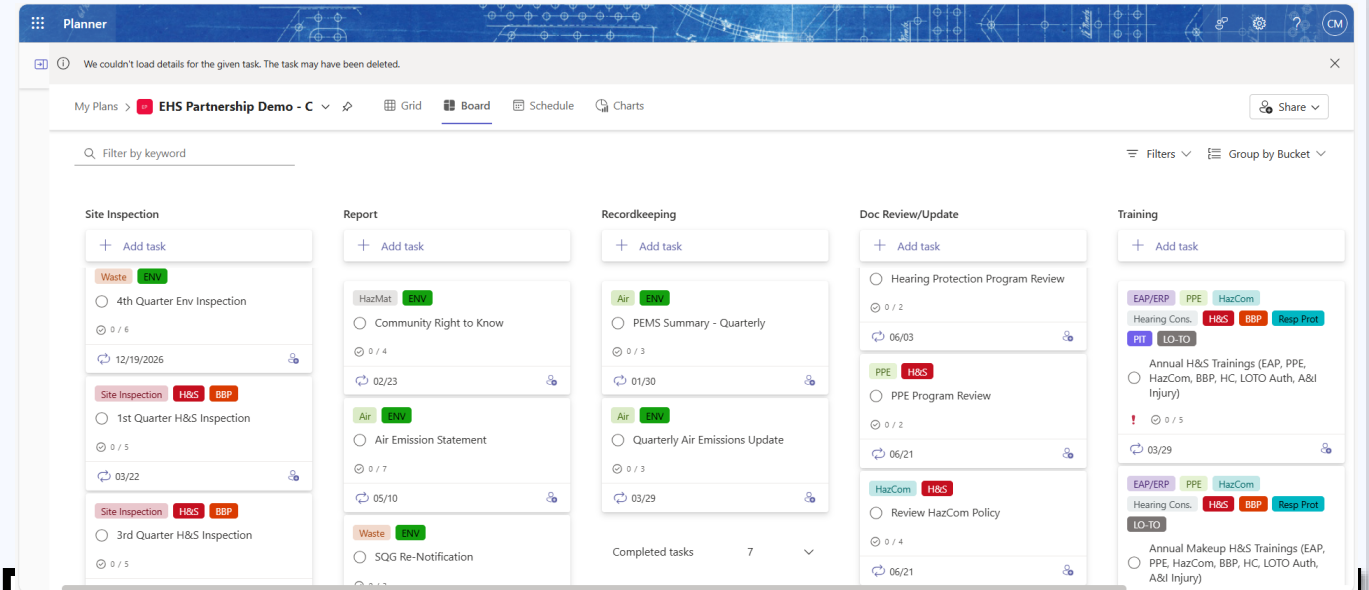 Planner
CM
We couldn't load details for the given task. The task may have been deleted.
My Plans > EHS Partnership Demo - C
Grid
Board
Schedule
Charts
Share
Filter by keyword
Filters
Group by Bucket
Site Inspection
Add task
Waste ENV
4th Quarter Env Inspection
0 / 6
12/19/2026
Site Inspection H&S BBP
1st Quarter H&S Inspection
0 / 5
03/22
Site Inspection H&S BBP
3rd Quarter H&S Inspection
0 / 5
Report
Add task
HazMat ENV
Community Right to Know
0 / 4
02/23
Air ENV
Air Emission Statement
0 / 7
05/10
Waste ENV
SQG Re-Notification
Recordkeeping
Add task
Air ENV
PEMS Summary - Quarterly
0 / 3
01/30
Air ENV
Quarterly Air Emissions Update
0 / 3
03/29
Completed tasks 7
Doc Review/Update
Add task
Hearing Protection Program Review
0 / 2
06/03
PPE H&S
PPE Program Review
0 / 2
06/21
HazCom H&S
Review HazCom Policy
0 / 4
06/21
Training
Add task
EAP/ERP PPE HazCom
Hearing Cons. H&S BBP Resp Prot
PIT LO-TO
Annual H&S Trainings (EAP, PPE,
HazCom, BBP, HC, LOTO Auth, A&I
Injury)
0 / 5
03/29
EAP/ERP PPE HazCom
Hearing Cons. H&S BBP Resp Prot
LO-TO
Annual Makeup H&S Trainings (EAP,
PPE, HazCom, BBP, HC, LOTO Auth,
A&I Injury)